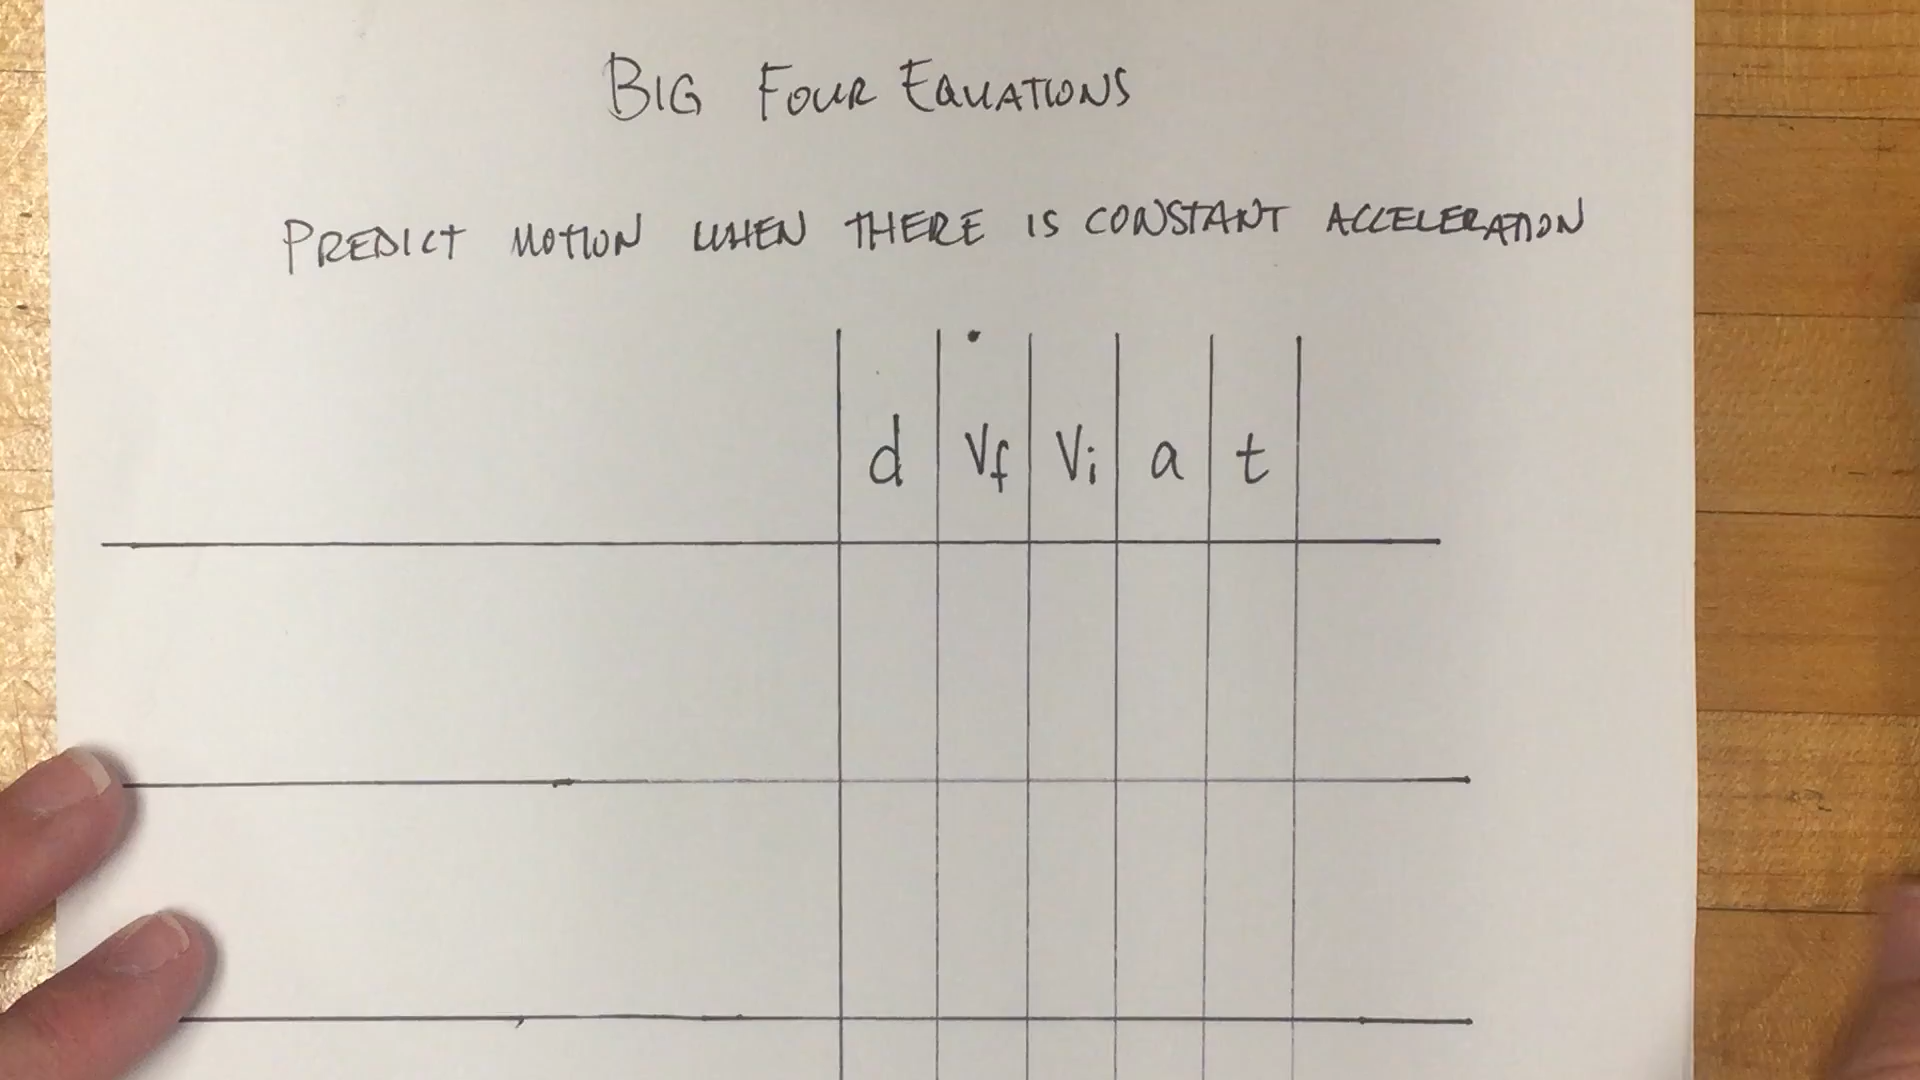 BIG FOUR EQUATIONS
PREDICT MOTION WHEN THERE IS CONSTANT ACCELERATION
d Vf Vi a t